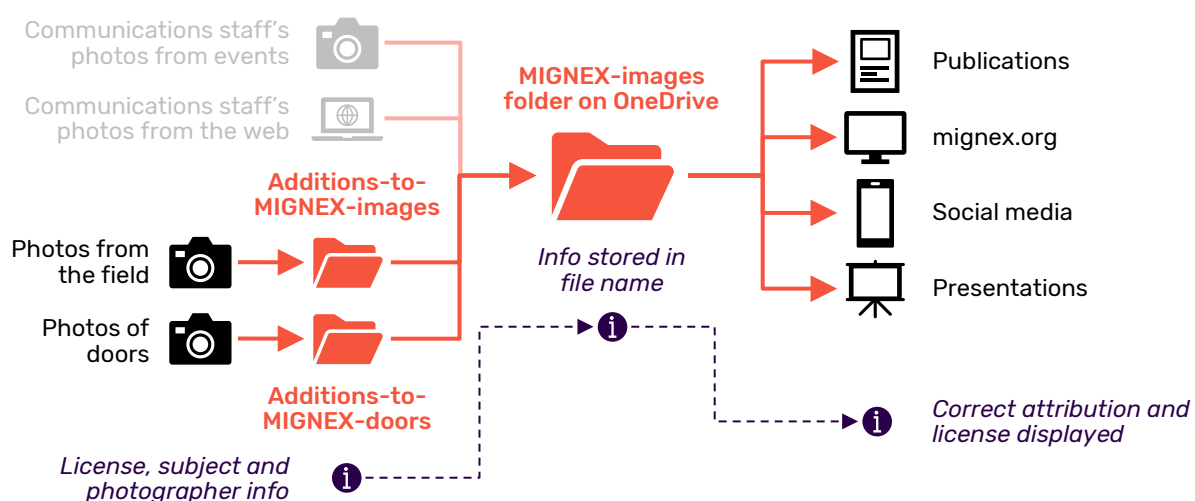 Communications staff’s
photos from events
Communications staff’s
photos from the web
MIGNEX-images
folder on OneDrive
Additions-to-
MIGNEX-images
Photos from
the field
Photos of
doors
Additions-to-
MIGNEX-doors
Info stored in
file name
License, subject and
photographer info
Publications
mignex.org
Social media
Presentations
Correct attribution and
license displayed